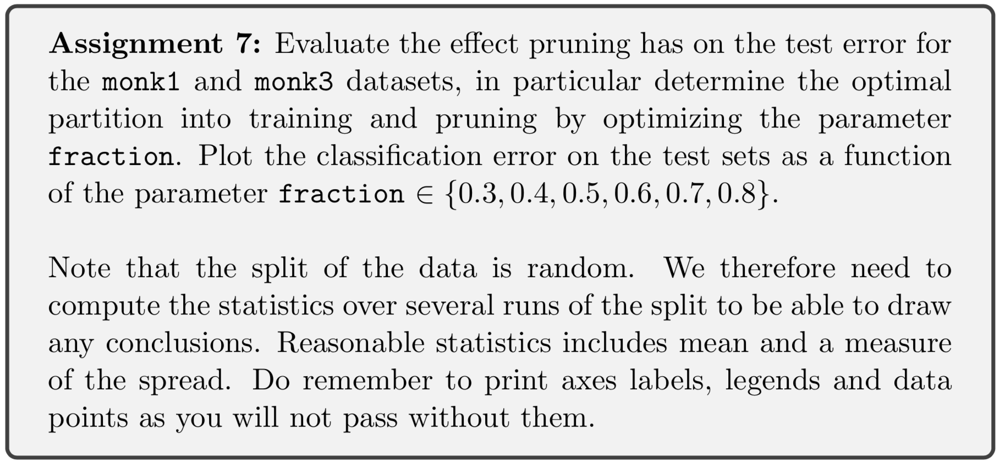 Assignment 7: Evaluate the effect pruning has on the test error for
the monk1 and monk3 datasets, in particular determine the optimal
partition into training and pruning by optimizing the parameter
fraction. Plot the classification error on the test sets as a function
of the parameter fraction ∈ {0.3, 0.4, 0.5, 0.6, 0.7, 0.8}.
Note that the split of the data is random. We therefore need to
compute the statistics over several runs of the split to be able to draw
any conclusions. Reasonable statistics includes mean and a measure
of the spread. Do remember to print axes labels, legends and data
points as you will not pass without them.